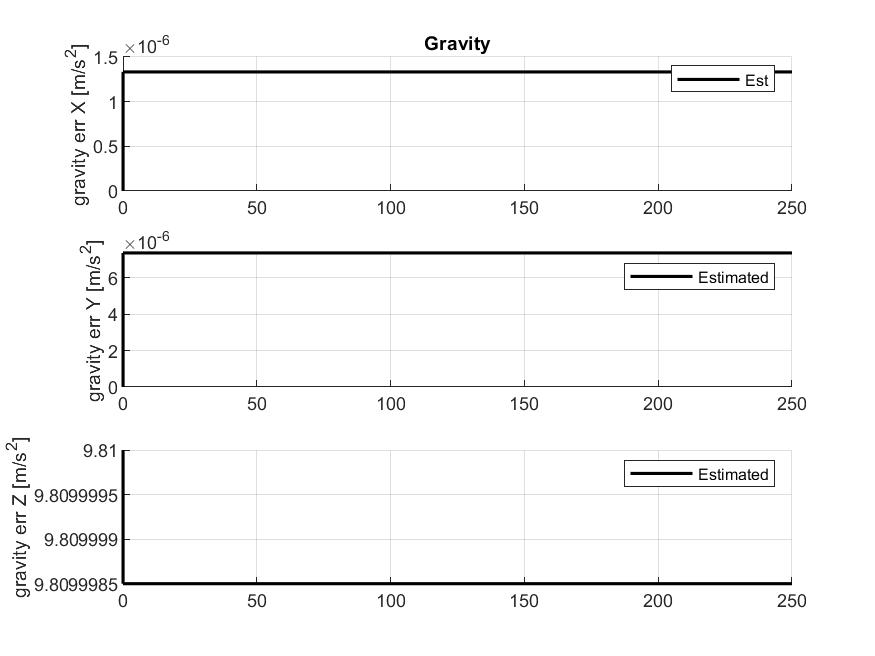 Gravity
×10-6
gravity err X [m/s2]
1.5
1
0.5
0
Est
0 50 100 150 200 250
×10-6
gravity err Y [m/s2]
6
4
2
0
Estimated
0 50 100 150 200 250
gravity err Z [m/s2]
9.81
9.8099995
9.809999
9.8099985
Estimated
0 50 100 150 200 250